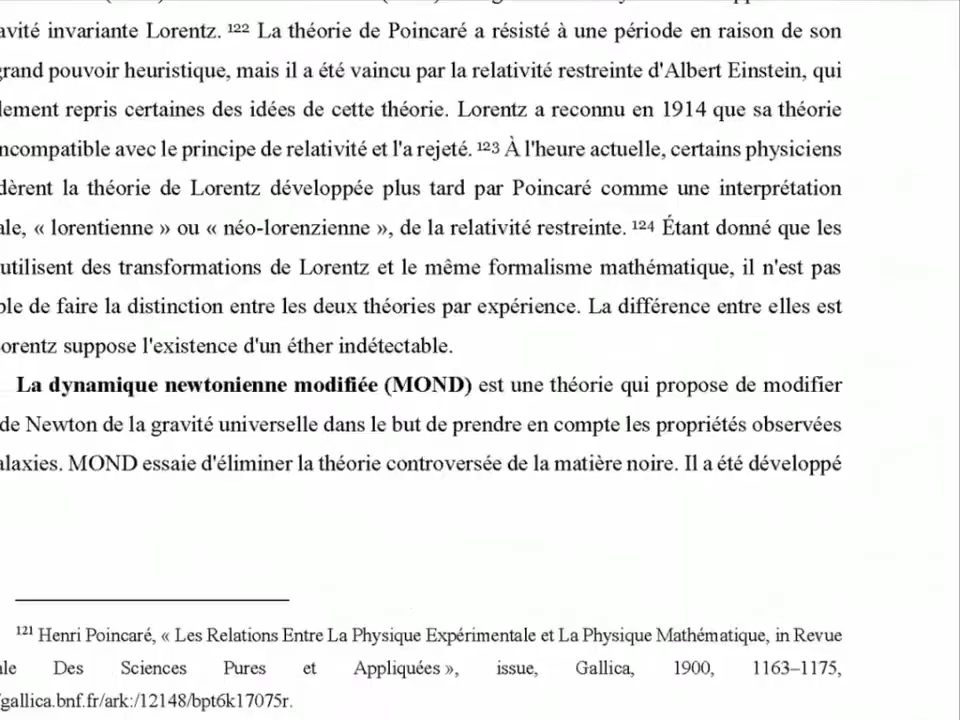 avité invariante Lorentz. ¹²² La théorie de Poincaré a résisté à une période en raison de son
grand pouvoir heuristique, mais il a été vaincu par la relativité restreinte d'Albert Einstein, qui
lement repris certaines des idées de cette théorie. Lorentz a reconnu en 1914 que sa théorie
ncompatible avec le principe de relativité et l'a rejeté. ¹²³ À l'heure actuelle, certains physiciens
dèrent la théorie de Lorentz développée plus tard par Poincaré comme une interprétation
ale, « lorentienne » ou « néo-lorenzienne », de la relativité restreinte. ¹²⁴ Étant donné que les
utilisent des transformations de Lorentz et le même formalisme mathématique, il n'est pas
ble de faire la distinction entre les deux théories par expérience. La différence entre elles est
orentz suppose l'existence d'un éther indétectable.
La dynamique newtonienne modifiée (MOND) est une théorie qui propose de modifier
de Newton de la gravité universelle dans le but de prendre en compte les propriétés observées
alaxies. MOND essaie d'éliminer la théorie controversée de la matière noire. Il a été développé
¹²¹ Henri Poincaré, « Les Relations Entre La Physique Expérimentale et La Physique Mathématique, in Revue
ale Des Sciences Pures et Appliquées », issue, Gallica, 1900, 1163–1175,
/gallica.bnf.fr/ark:/12148/bpt6k17075r.